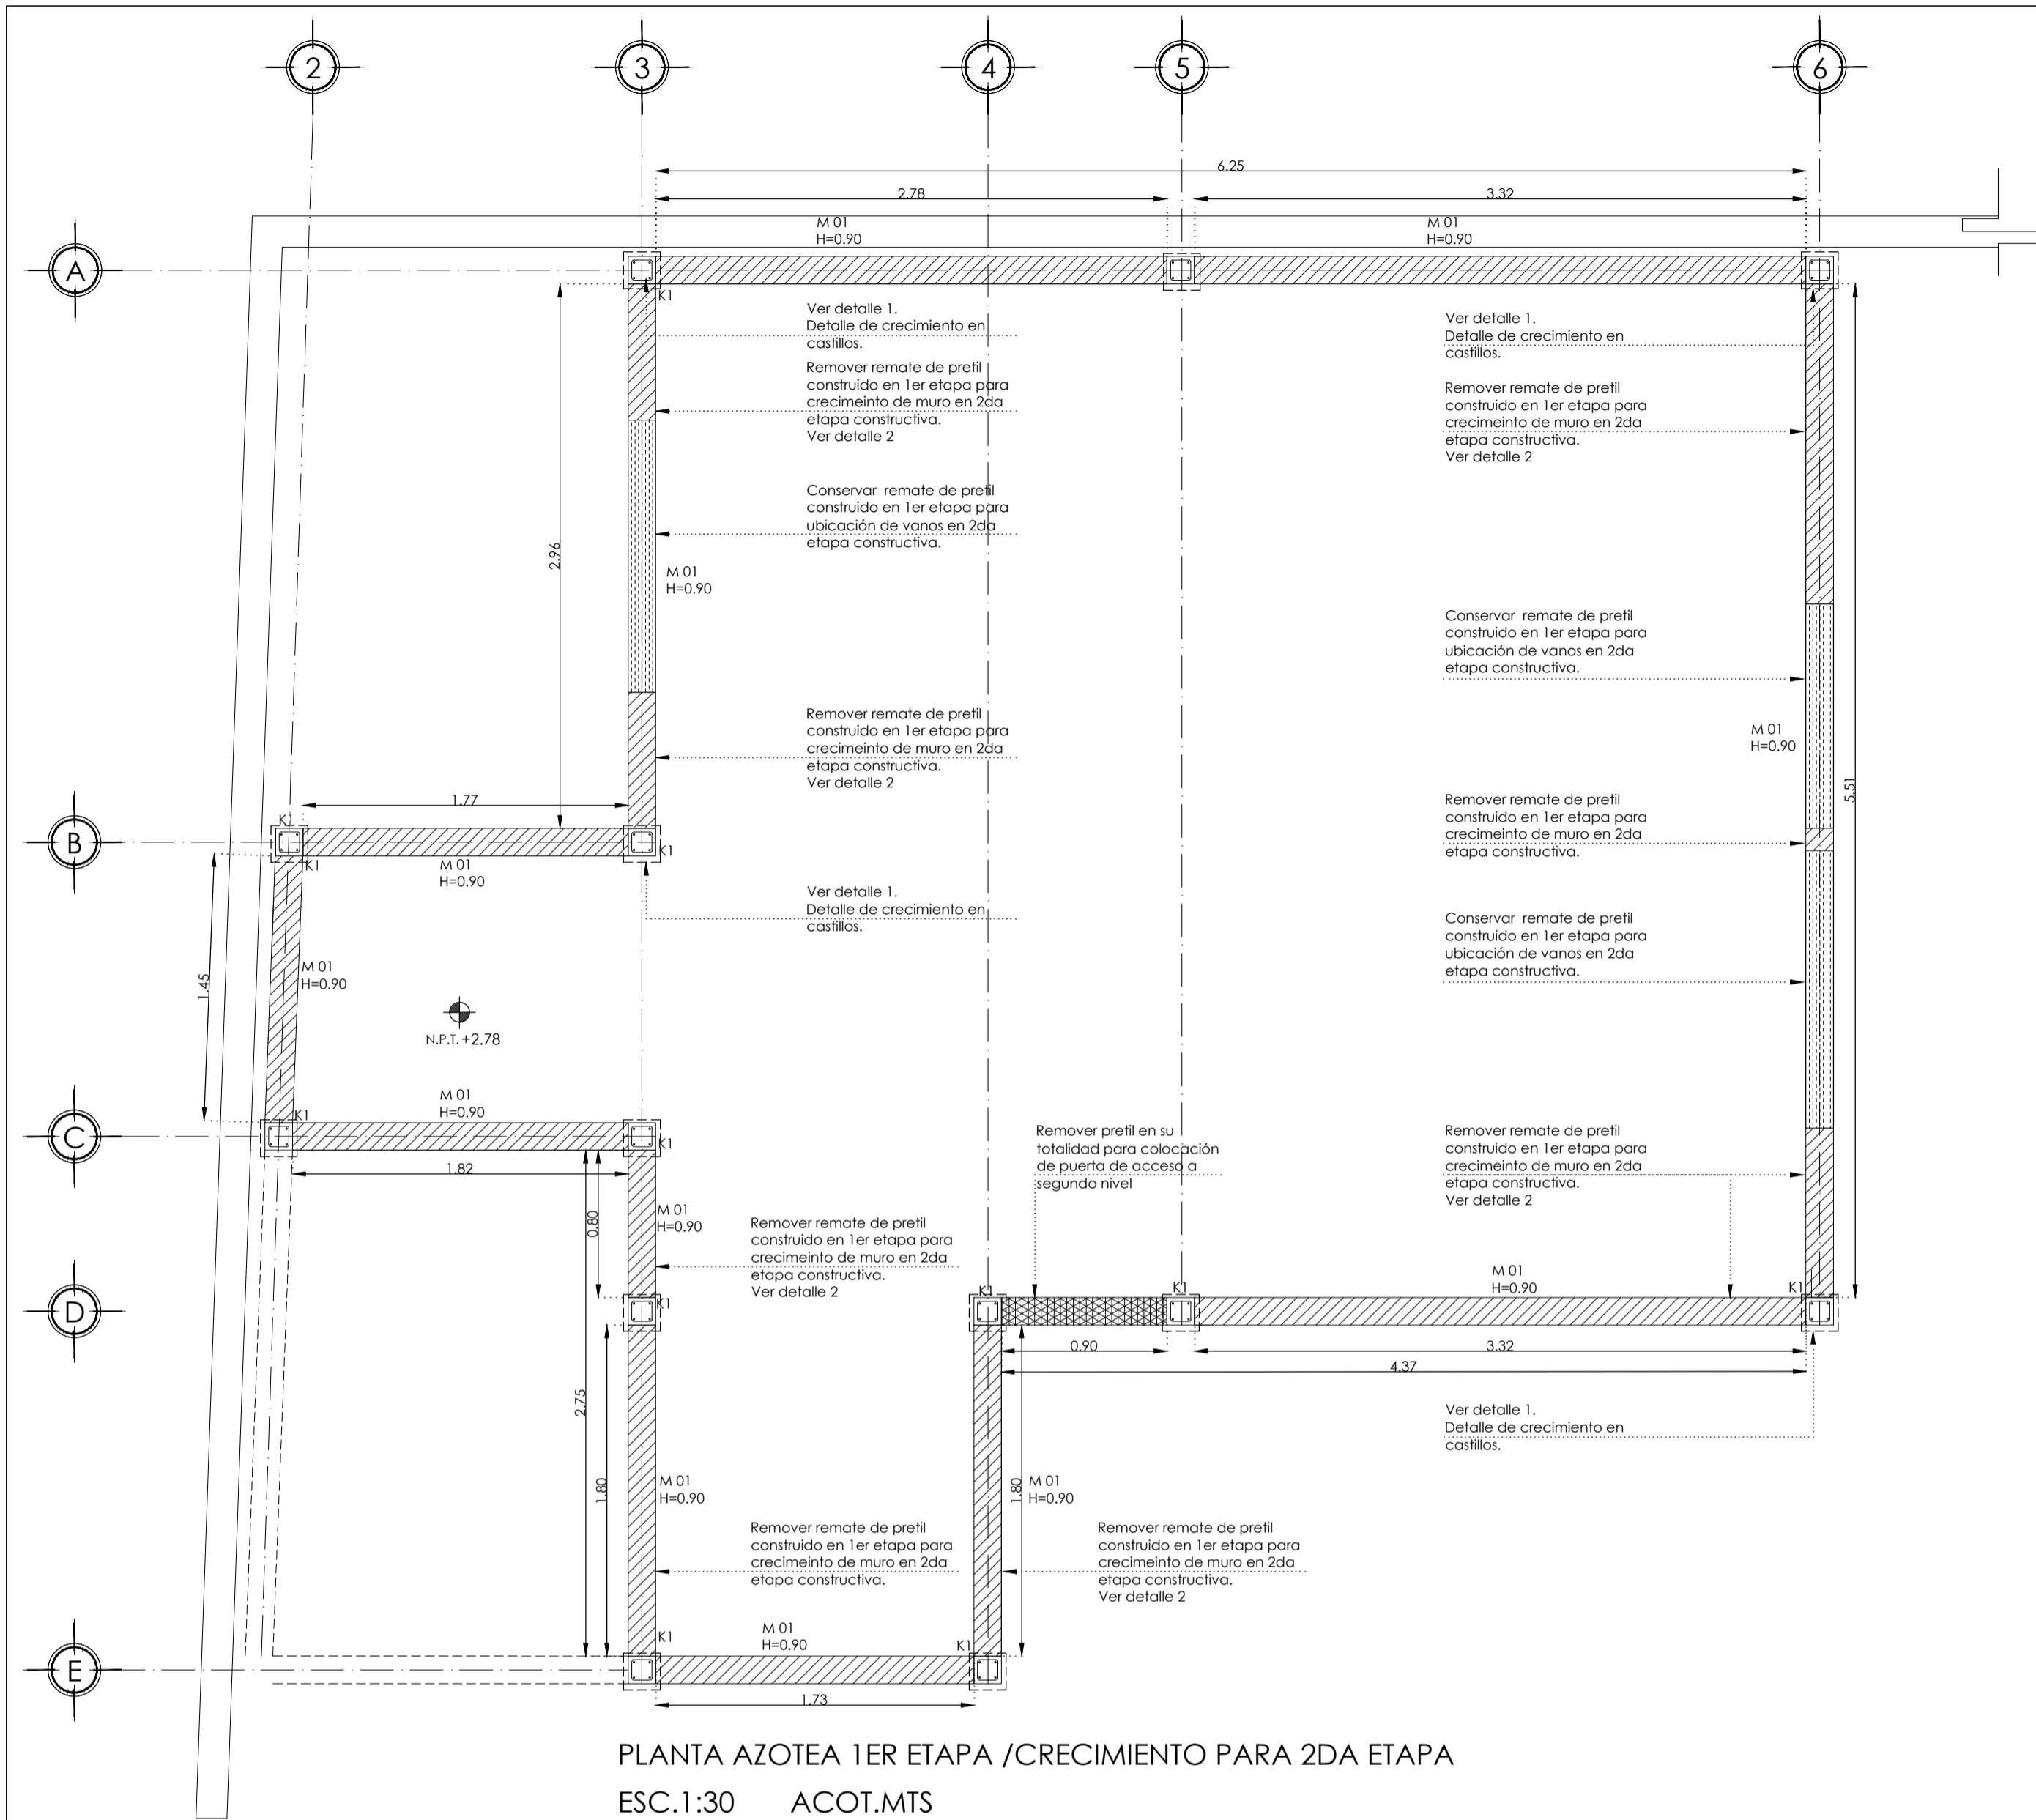 2
3
4
5
6
6.25
2.78
3.32
M 01
H=0.90
M 01
H=0.90
A
K1
Ver detalle 1.
Detalle de crecimiento en
castillos.
Ver detalle 1.
Detalle de crecimiento en
castillos.
Remover remate de pretil
construido en 1er etapa para
crecimeinto de muro en 2da
etapa constructiva.
Ver detalle 2
Remover remate de pretil
construido en 1er etapa para
crecimeinto de muro en 2da
etapa constructiva.
Ver detalle 2
Conservar remate de pretil
construido en 1er etapa para
ubicación de vanos en 2da
etapa constructiva.
2.96
M 01
H=0.90
Conservar remate de pretil
construido en 1er etapa para
ubicación de vanos en 2da
etapa constructiva.
Remover remate de pretil
construido en 1er etapa para
crecimeinto de muro en 2da
etapa constructiva.
Ver detalle 2
M 01
H=0.90
5.51
1.77
Remover remate de pretil
construido en 1er etapa para
crecimeinto de muro en 2da
etapa constructiva.
B
K1
K1
K1
M 01
H=0.90
Ver detalle 1.
Detalle de crecimiento en
castillos.
Conservar remate de pretil
construido en 1er etapa para
ubicación de vanos en 2da
etapa constructiva.
1.45
M 01
H=0.90
N.P.T. +2.78
M 01
H=0.90
C
K1
K1
1.82
Remover pretil en su
totalidad para colocación
de puerta de acceso a
segundo nivel
Remover remate de pretil
construido en 1er etapa para
crecimeinto de muro en 2da
etapa constructiva.
Ver detalle 2
0.80
M 01
H=0.90
Remover remate de pretil
construido en 1er etapa para
crecimeinto de muro en 2da
etapa constructiva.
Ver detalle 2
M 01
H=0.90
D
K1
K1
K1
K1
0.90
3.32
4.37
2.75
Ver detalle 1.
Detalle de crecimiento en
castillos.
1.80
M 01
H=0.90
1.80
M 01
H=0.90
Remover remate de pretil
construido en 1er etapa para
crecimeinto de muro en 2da
etapa constructiva.
Remover remate de pretil
construido en 1er etapa para
crecimeinto de muro en 2da
etapa constructiva.
Ver detalle 2
M 01
H=0.90
E
K1
K1
1.73
PLANTA AZOTEA 1ER ETAPA /CRECIMIENTO PARA 2DA ETAPA
ESC.1:30 ACOT.MTS